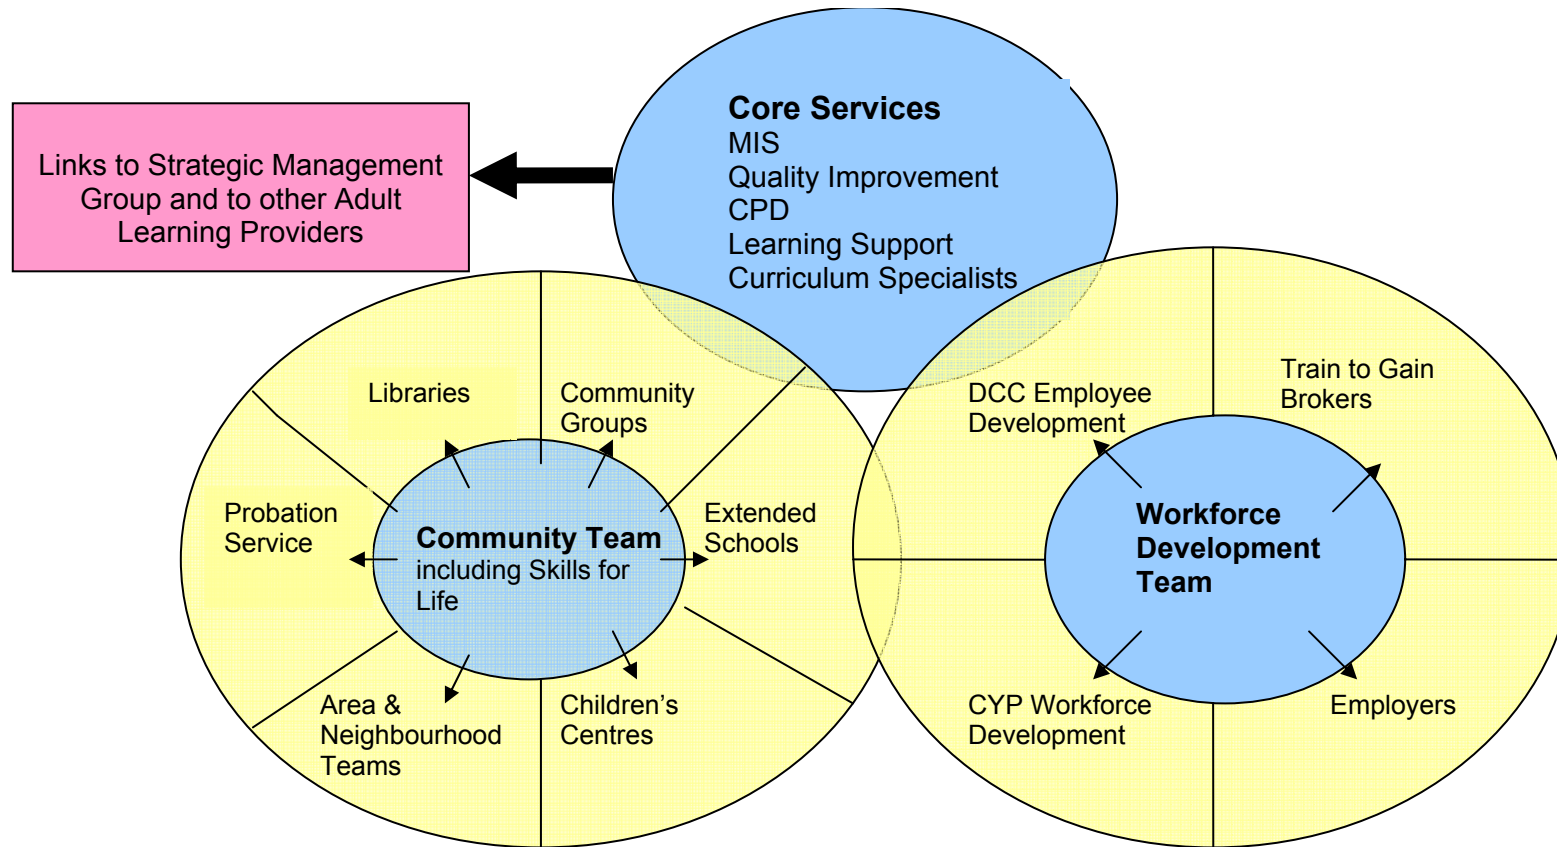 Core Services
MIS
Quality Improvement
CPD
Learning Support
Curriculum Specialists
Links to Strategic Management
Group and to other Adult
Learning Providers
Libraries
Community
Groups
Probation
Service
Extended
Schools
Community Team
including Skills for
Life
Area &
Neighbourhood
Teams
Children’s
Centres
DCC Employee
Development
Train to Gain
Brokers
Workforce
Development
Team
CYP Workforce
Development
Employers